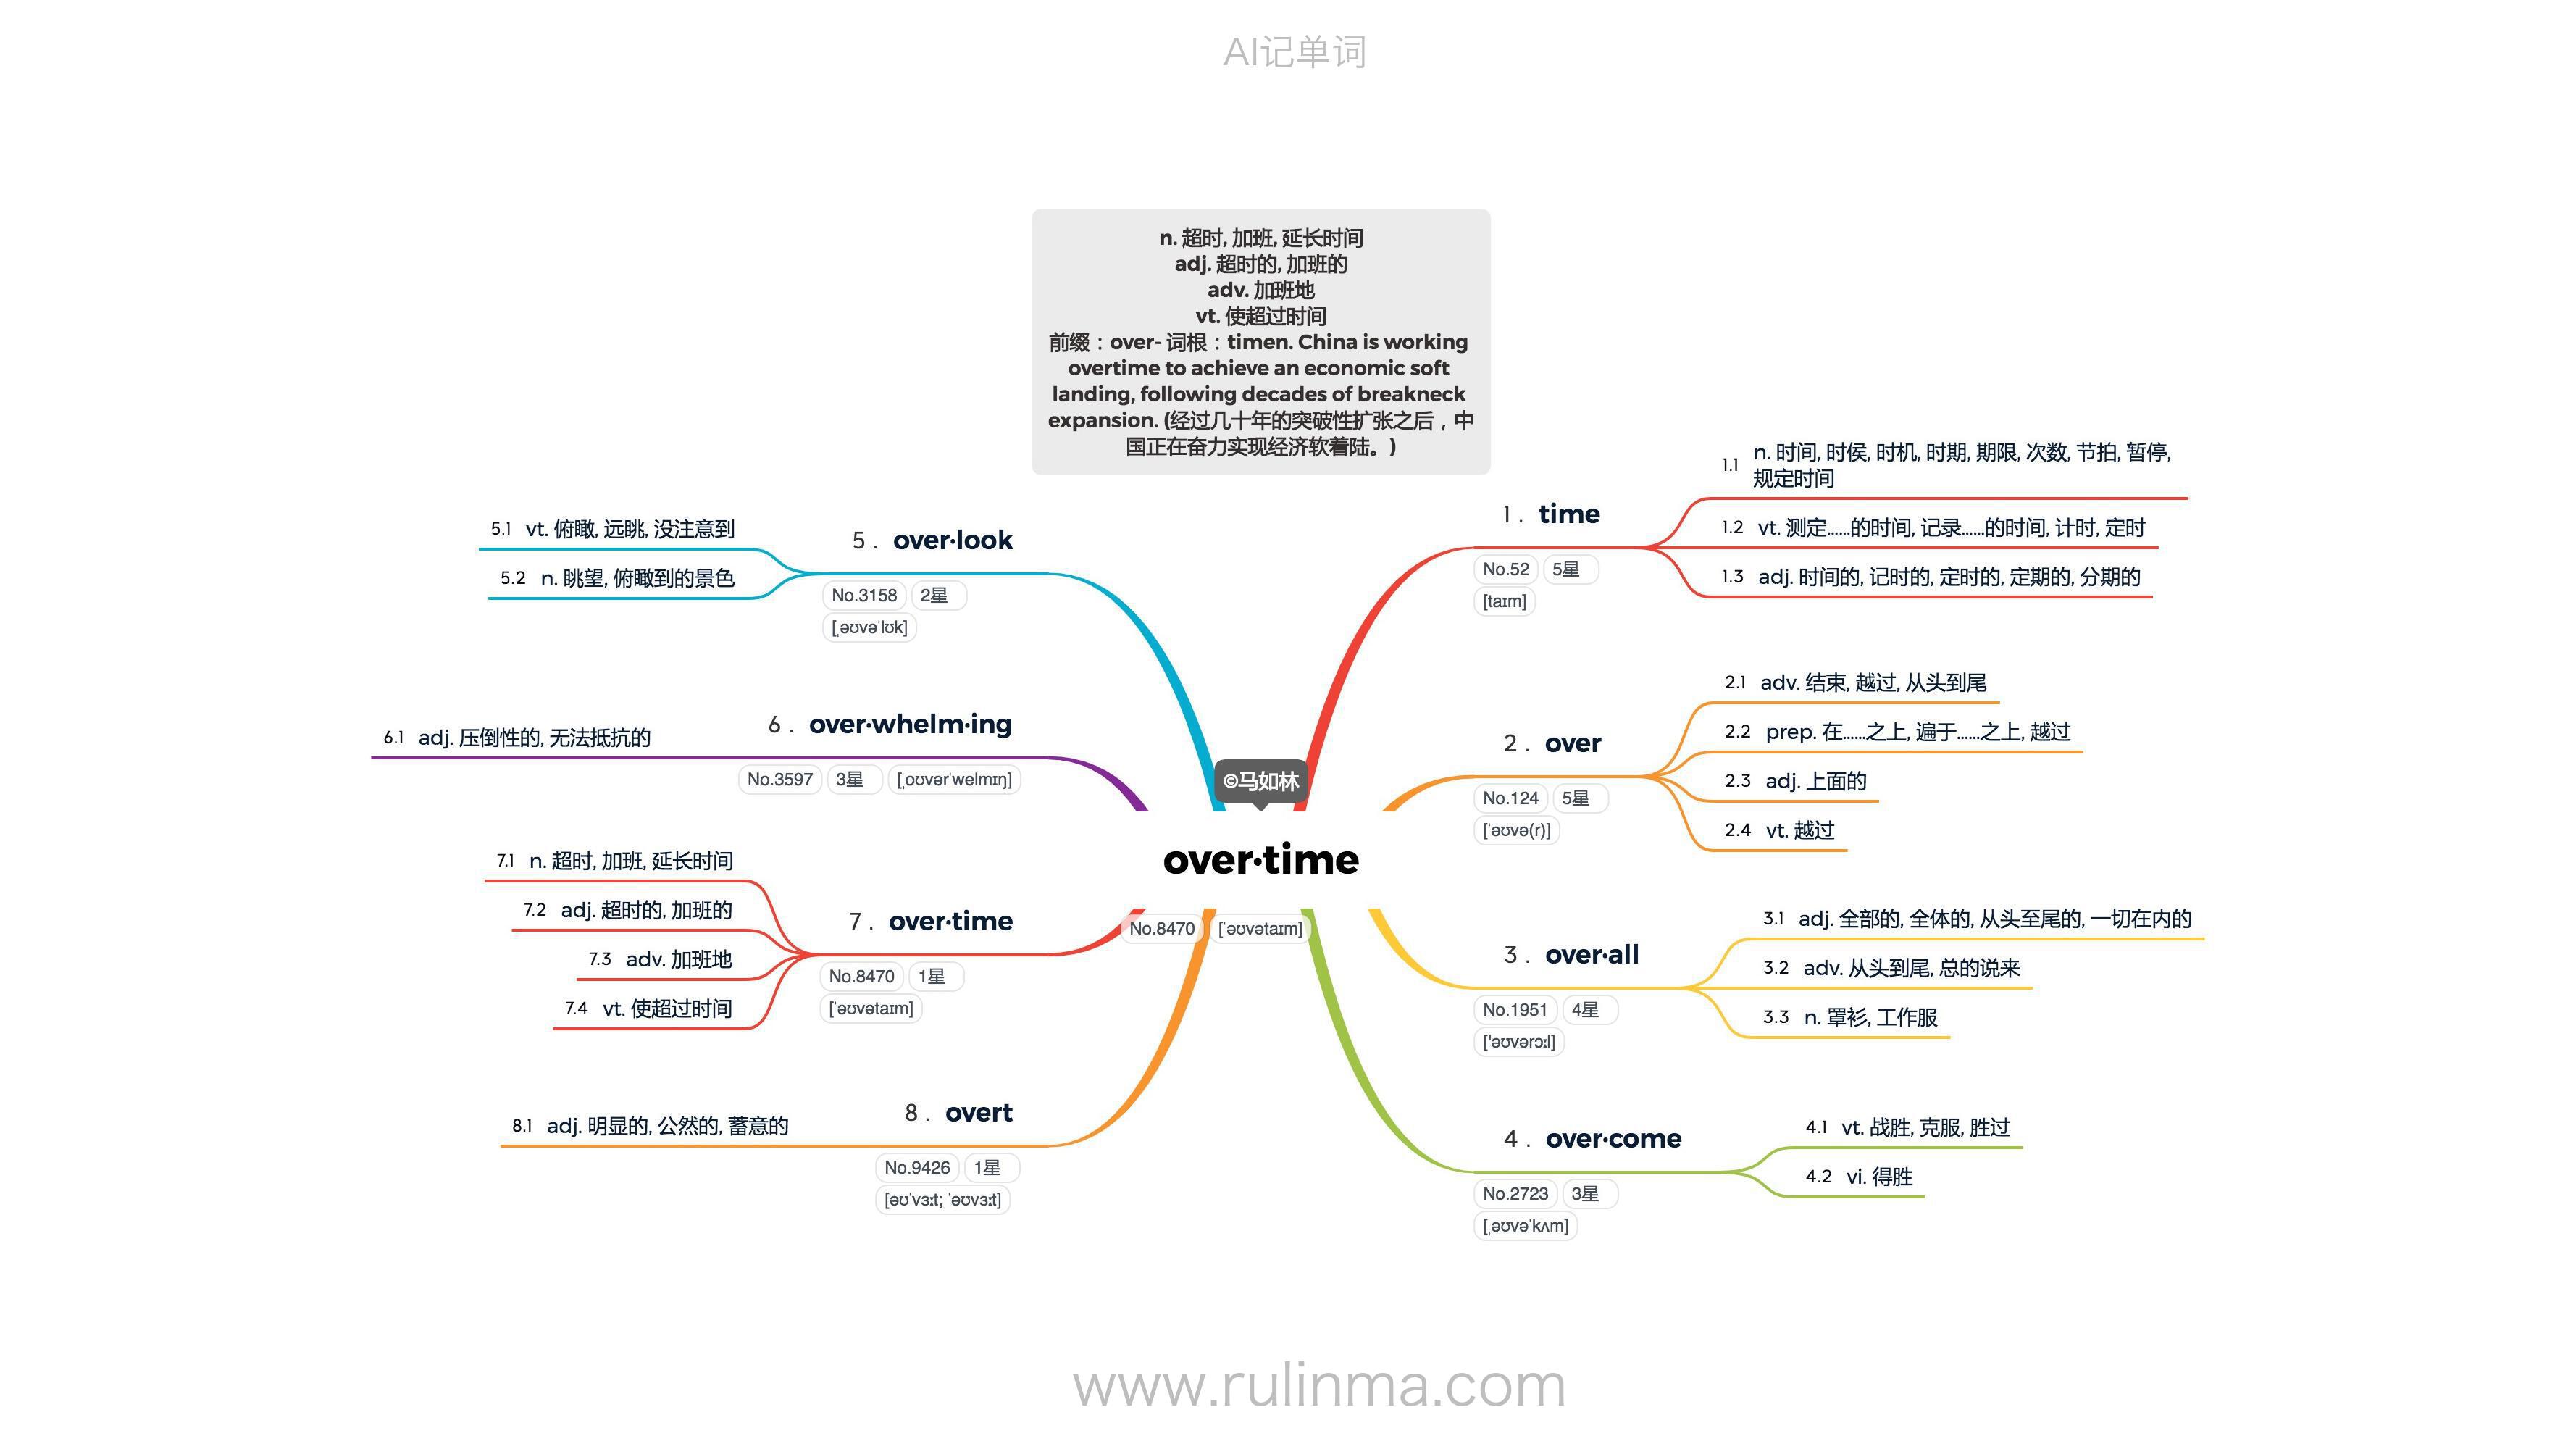 AI记单词
n. 超时, 加班, 延长时间
adj. 超时的, 加班的
adv. 加班地
vt. 使超过时间
前缀：over- 词根：timen. China is working
overtime to achieve an economic soft
landing, following decades of breakneck
expansion. (经过几十年的突破性扩张之后，中
国正在奋力实现经济软着陆。)
©马如林
over·time
No.8470 [ˈəʊvətaɪm]
1. time
No.52 5星
[taɪm]
1.1 n. 时间, 时侯, 时机, 时期, 期限, 次数, 节拍, 暂停,
规定时间
1.2 vt. 测定……的时间, 记录……的时间, 计时, 定时
1.3 adj. 时间的, 记时的, 定时的, 定期的, 分期的
2. over
No.124 5星
[ˈəʊvə(r)]
2.1 adv. 结束, 越过, 从头到尾
2.2 prep. 在……之上, 遍于……之上, 越过
2.3 adj. 上面的
2.4 vt. 越过
3. over·all
No.1951 4星
['əʊvərɔːl]
3.1 adj. 全部的, 全体的, 从头至尾的, 一切在内的
3.2 adv. 从头到尾, 总的说来
3.3 n. 罩衫, 工作服
4. over·come
No.2723 3星
[ˌəʊvəˈkʌm]
4.1 vt. 战胜, 克服, 胜过
4.2 vi. 得胜
5. over·look
No.3158 2星
[ˌəʊvəˈlʊk]
5.1 vt. 俯瞰, 远眺, 没注意到
5.2 n. 眺望, 俯瞰到的景色
6. over·whelm·ing
No.3597 3星 [ˌoʊvərˈwelmɪŋ]
6.1 adj. 压倒性的, 无法抵抗的
7. over·time
No.8470 1星
[ˈəʊvətaɪm]
7.1 n. 超时, 加班, 延长时间
7.2 adj. 超时的, 加班的
7.3 adv. 加班地
7.4 vt. 使超过时间
8. overt
No.9426 1星
[əʊˈvɜːt; ˈəʊvɜːt]
8.1 adj. 明显的, 公然的, 蓄意的
www.rulinma.com